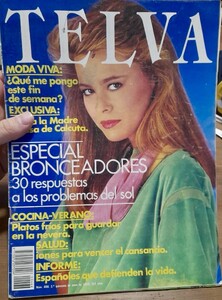 TELVA
MODA VIVA:
¿Qué me pongo
este fin
de semana?
EXCLUSIVA:
a la Madre
sa de Calcuta.
ESPECIAL
BRONCEADORES
30 respuestas
a los problemas del sol
COCINA-VERANO:
Platos fríos para guardar
en la nevera.
SALUD:
iones para vencer el cansancio.
INFORME:
Españoles que defienden la vida.